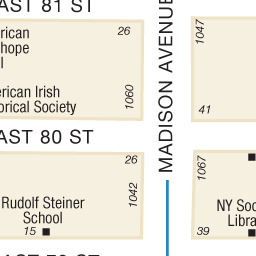 AST 81 ST
26
1047
rican
hope
l
erican Irish
orical Society
1060
41
MADISON AVENUE
AST 80 ST
26
1067
1042
Rudolf Steiner
School
15
NY Soc
Libra
39